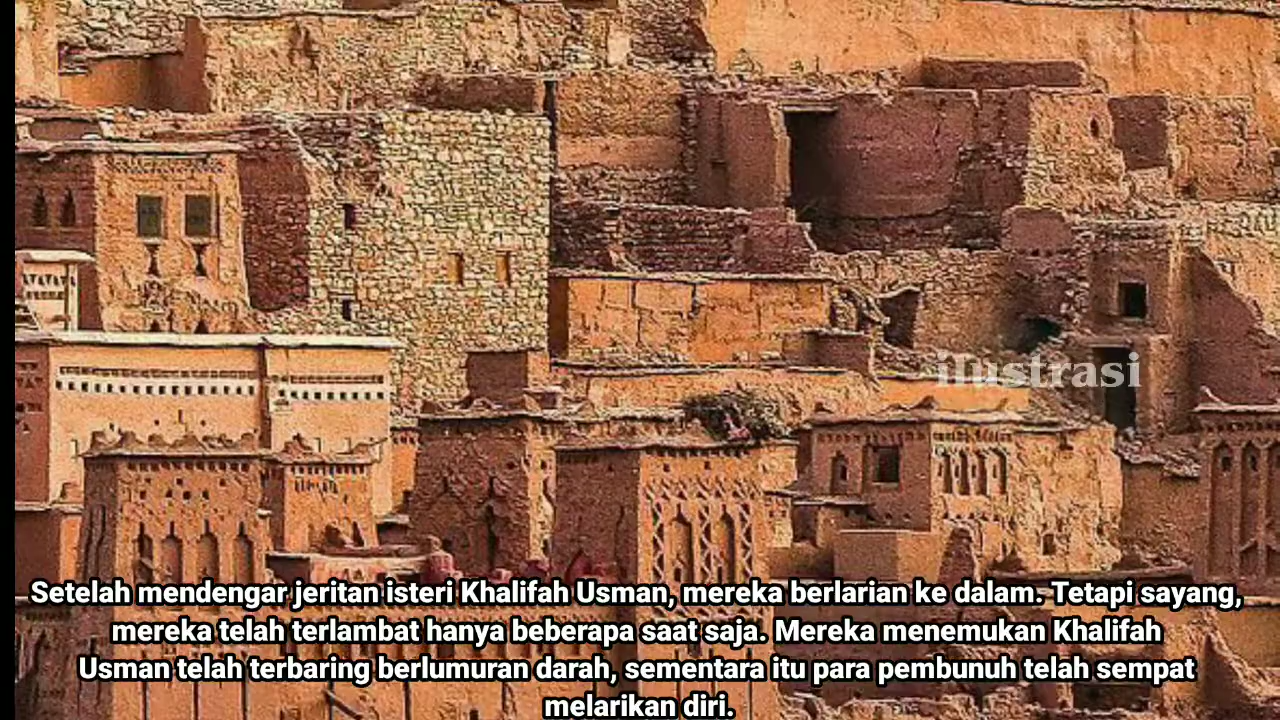 ilustrasi
Setelah mendengar jeritan isteri Khalifah Usman, mereka berlarian ke dalam. Tetapi sayang,
mereka telah terlambat hanya beberapa saat saja. Mereka menemukan Khalifah
Usman telah terbaring berlumuran darah, sementara itu para pembunuh telah sempat
melarikan diri.